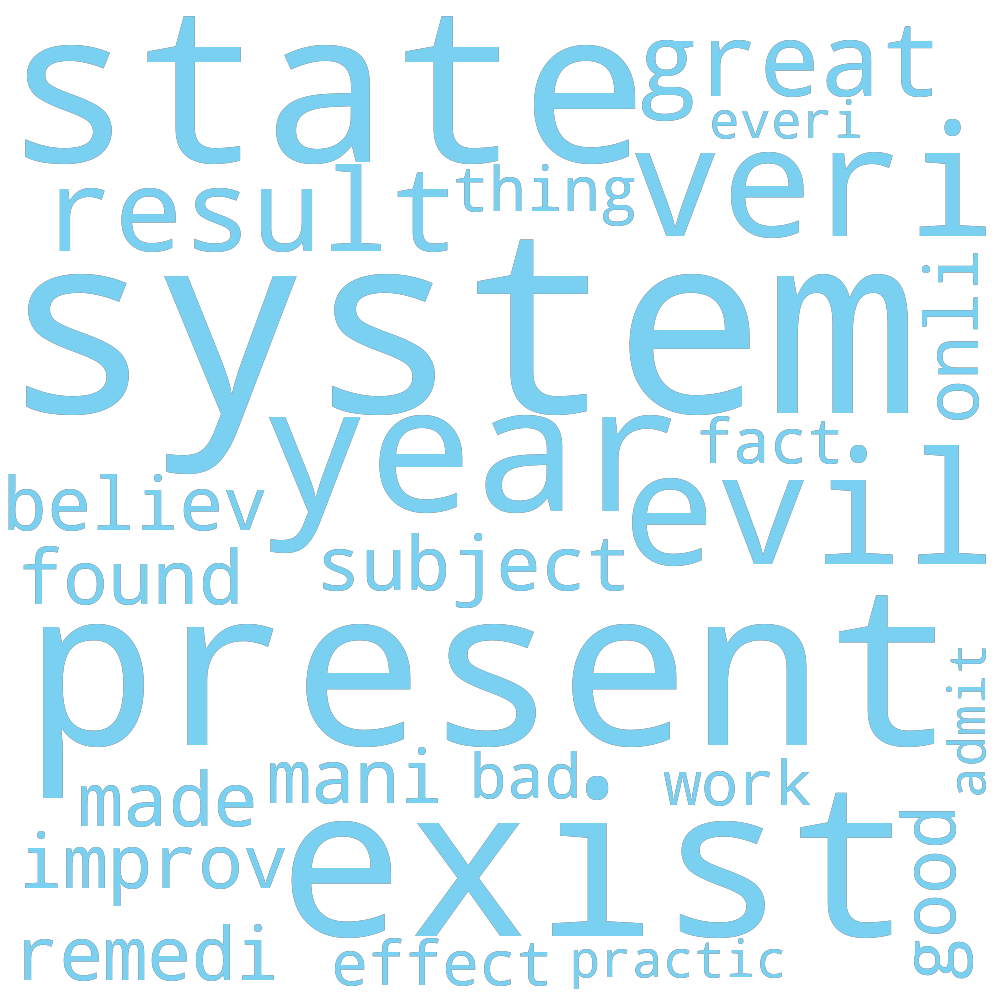 state
great
everi
veri
result
thing
system
onli
year
fact
evil
believ
found
subject
present
admit
made
mani
bad
work
exist
good
improv
remedi
effect
practic